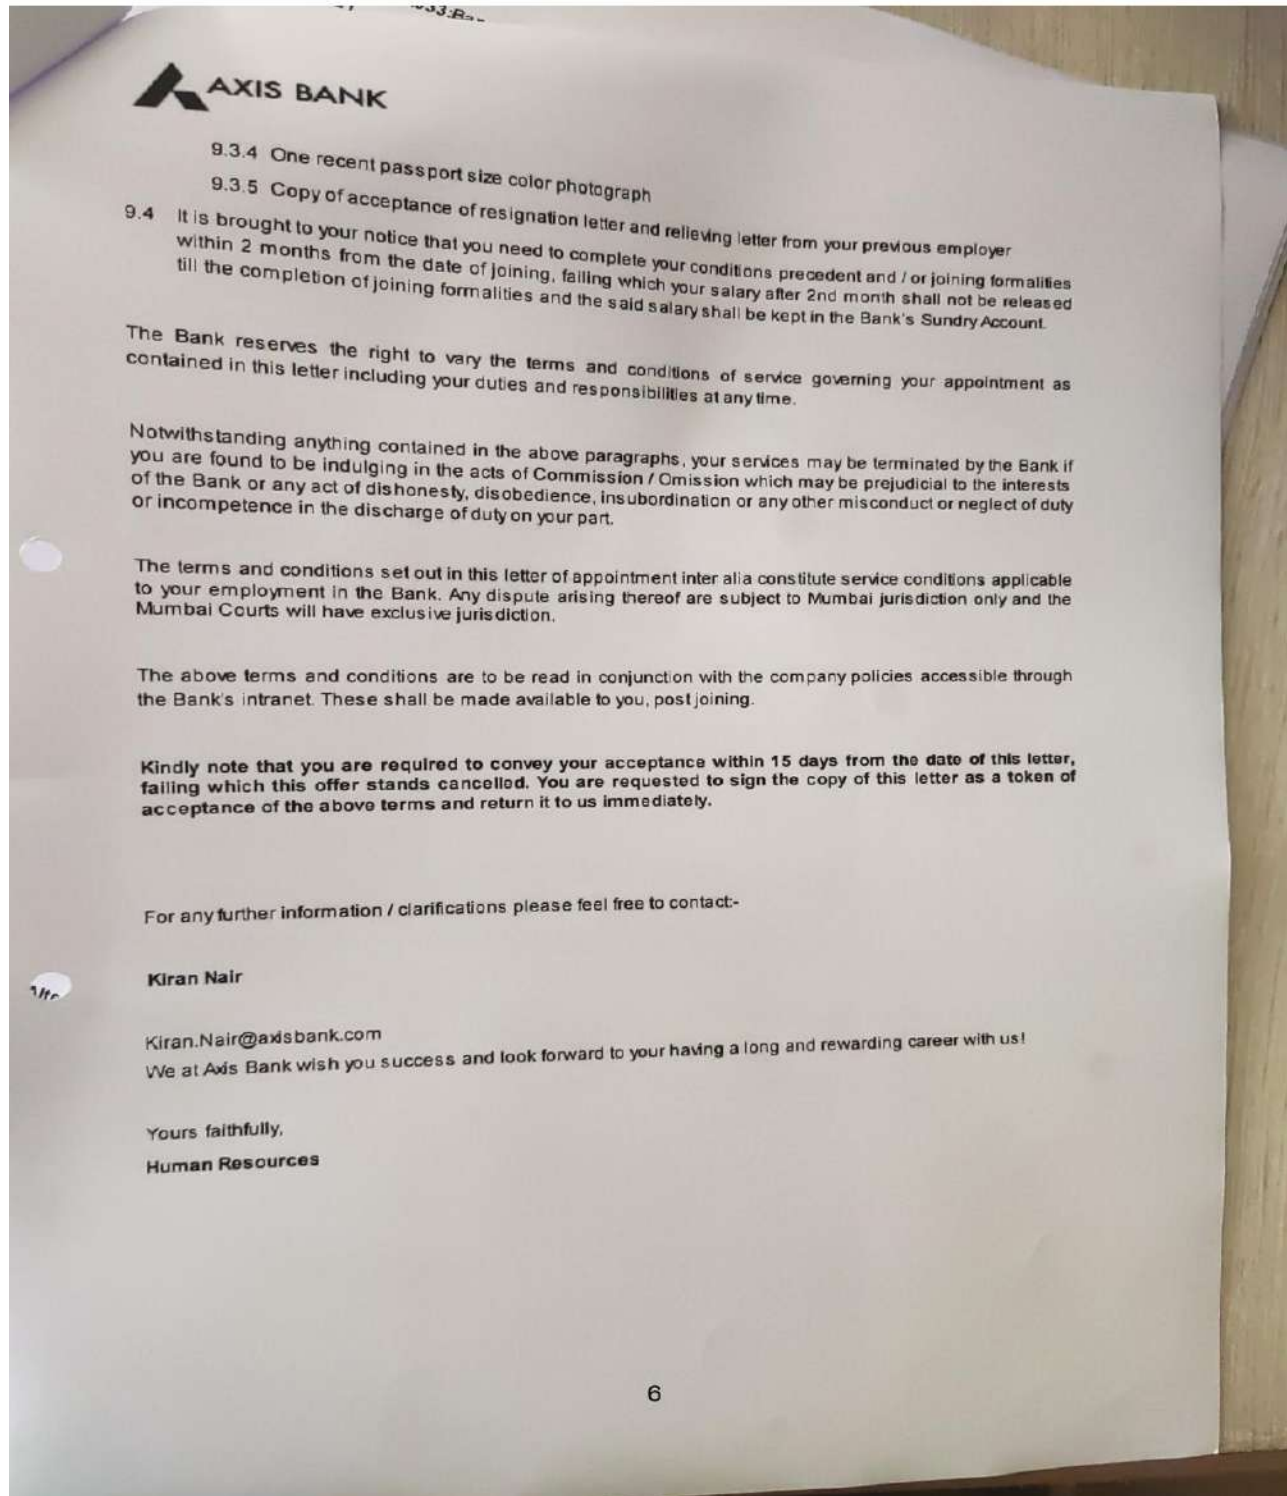 AXIS BANK
9.3.4 One recent passport size color photograph
9.3.5 Copy of acceptance of resignation letter and relieving letter from your previous employer
9.4 It is brought to your notice that you need to complete your conditions precedent and / or joining formalities
within 2 months from the date of joining, failing which your salary after 2nd month shall not be released
till the completion of joining formalities and the said salary shall be kept in the Bank's Sundry Account.
The Bank reserves the right to vary the terms and conditions of service governing your appointment as
contained in this letter including your duties and responsibilities at any time.
Notwithstanding anything contained in the above paragraphs, your services may be terminated by the Bank if
you are found to be indulging in the acts of Commission / Omission which may be prejudicial to the interests
of the Bank or any act of dishonesty, disobedience, insubordination or any other misconduct or neglect of duty
or incompetence in the discharge of duty on your part.
The terms and conditions set out in this letter of appointment inter alia constitute service conditions applicable
to your employment in the Bank. Any dispute arising thereof are subject to Mumbai jurisdiction only and the
Mumbai Courts will have exclusive jurisdiction.
The above terms and conditions are to be read in conjunction with the company policies accessible through
the Bank's intranet. These shall be made available to you, post joining.
Kindly note that you are required to convey your acceptance within 15 days from the date of this letter,
failing which this offer stands cancelled. You are requested to sign the copy of this letter as a token of
acceptance of the above terms and return it to us immediately.
For any further information / clarifications please feel free to contact:-
Kiran Nair
Kiran.Nair@axisbank.com
We at Axis Bank wish you success and look forward to your having a long and rewarding career with us!
Yours faithfully,
Human Resources
6